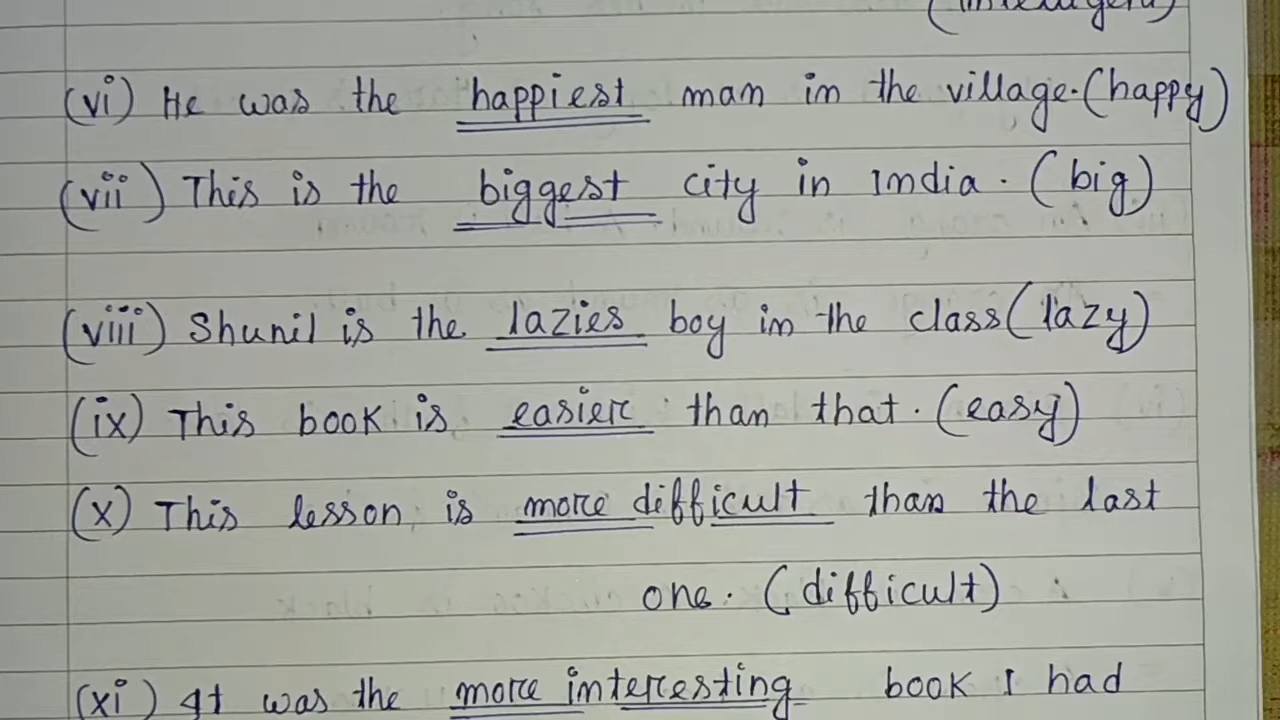 (vi) He was the happiest man in the village. (happy)
(vii) This is the biggest city in India. (big)
(viii) Shunil is the lazies boy in the class (lazy)
(ix) This book is easier than that. (easy)
(x) This lesson is more difficult than the last
one. (difficult)
(xi) It was the more interesting book I had